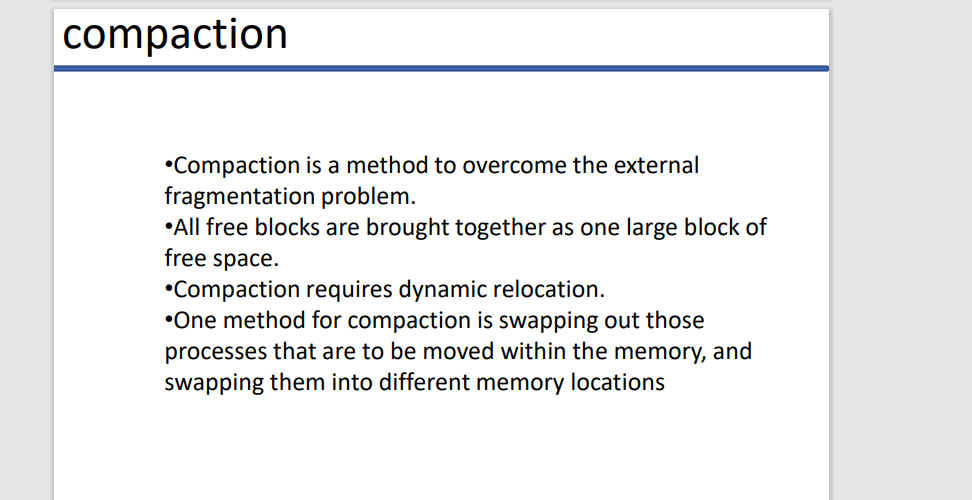 compaction
•Compaction is a method to overcome the external
fragmentation problem.
•All free blocks are brought together as one large block of
free space.
•Compaction requires dynamic relocation.
•One method for compaction is swapping out those
processes that are to be moved within the memory, and
swapping them into different memory locations